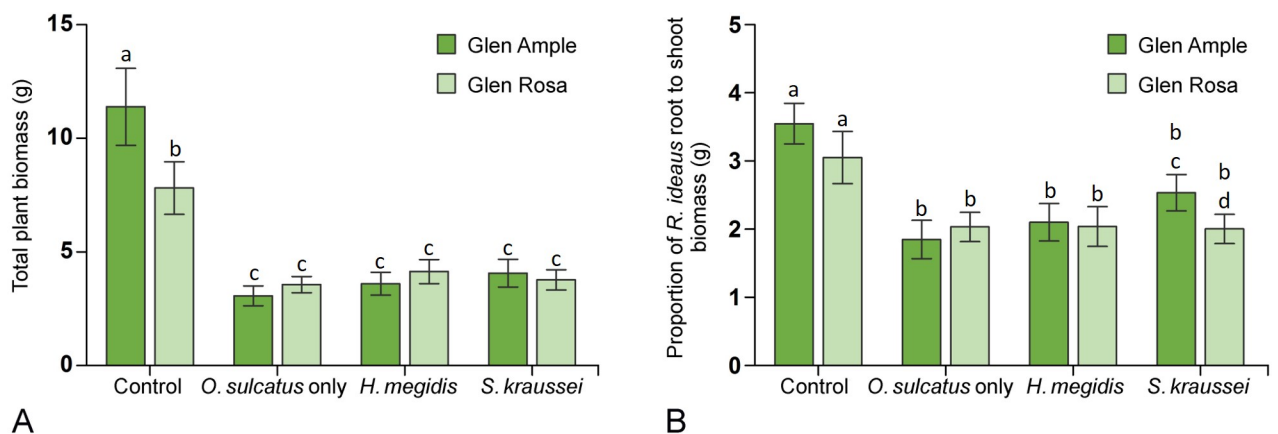 15
10
5
0
Total plant biomass (g)
Glen Ample
Glen Rosa
a
b
c
c
c
c
c
c
Control
O. sulcatus only
H. megidis
S. kraussei
A
5
4
3
2
1
0
Proportion of R. ideaus root to shoot
biomass (g)
Glen Ample
Glen Rosa
a
a
b
b
b
b
b
c
b
d
Control
O. sulcatus only
H. megidis
S. kraussei
B